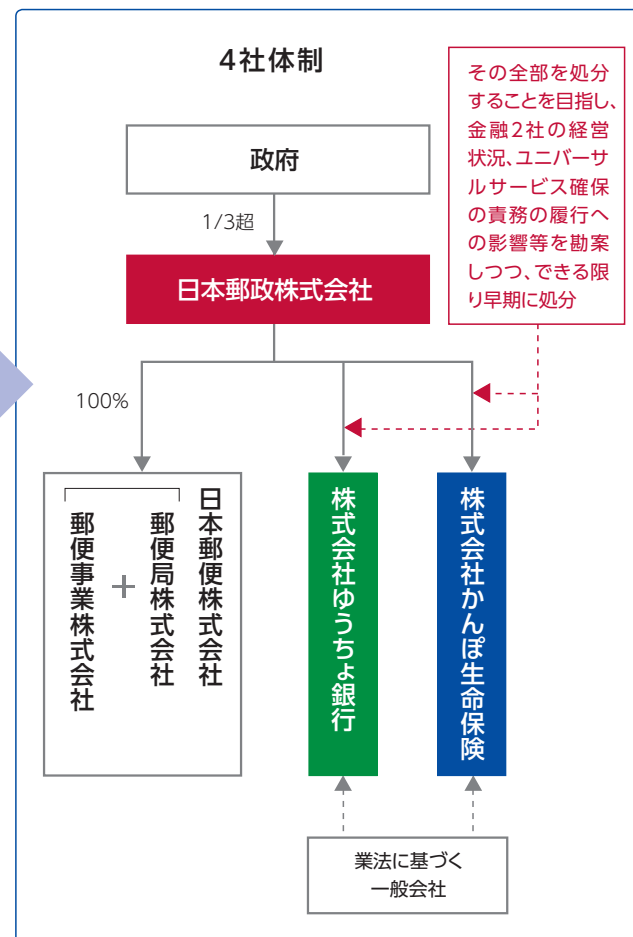 4社体制
その全部を処分
することを目指し、
金融2社の経営
状況、ユニバーサ
ルサービス確保
の責務の履行へ
の影響等を勘案
しつつ、できる限
り早期に処分
政府
1/3超
日本郵政株式会社
100%
日本郵便株式会社
郵便局株式会社
+
郵便事業株式会社
株式会社ゆうちょ銀行
株式会社かんぽ生命保険
業法に基づく
一般会社